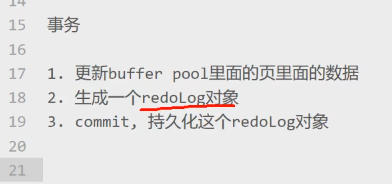 14
15 事务
16
17 1. 更新buffer pool里面的页里面的数据
18 2. 生成一个redoLog对象
19 3. commit, 持久化这个redoLog对象
20
21